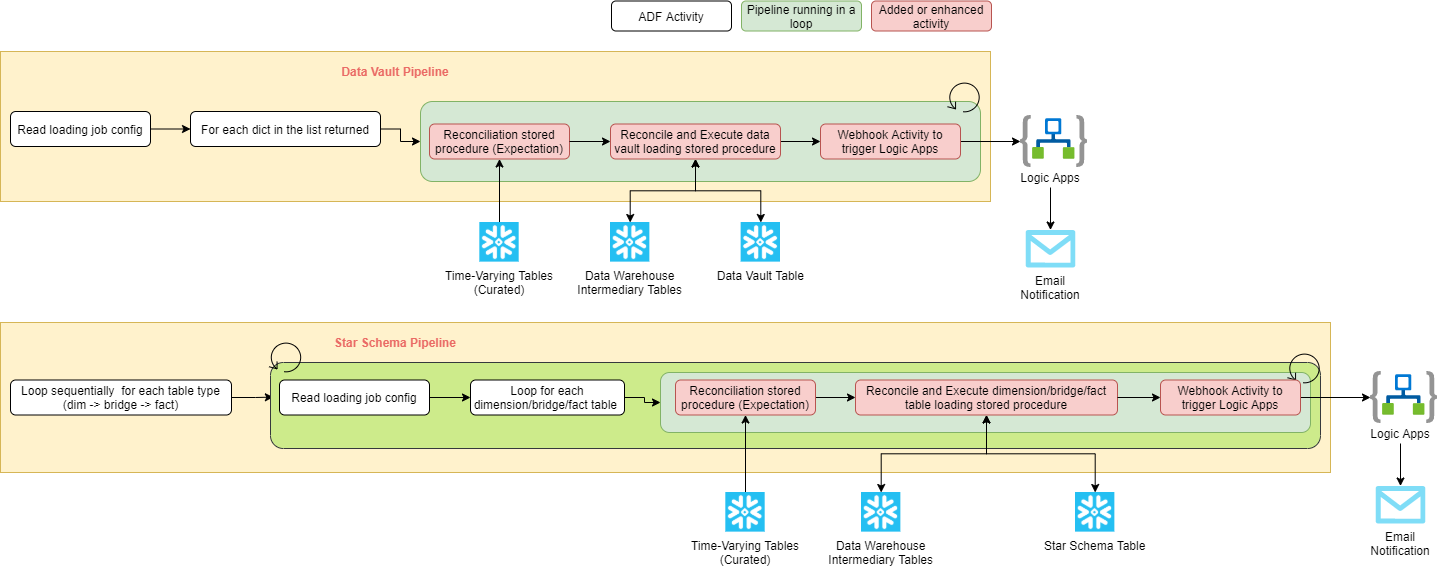 ADF Activity
Pipeline running in a
loop
Added or enhanced
activity
Data Vault Pipeline
Read loading job config
For each dict in the list returned
Reconciliation stored
procedure (Expectation)
Reconcile and Execute data
vault loading stored procedure
Webhook Activity to
trigger Logic Apps
Logic Apps
Time-Varying Tables
(Curated)
Data Warehouse
Intermediary Tables
Data Vault Table
Email
Notification
Star Schema Pipeline
Loop sequentially for each table type
(dim -> bridge -> fact)
Read loading job config
Loop for each
dimension/bridge/fact table
Reconciliation stored
procedure (Expectation)
Reconcile and Execute dimension/bridge/fact
table loading stored procedure
Webhook Activity to
trigger Logic Apps
Logic Apps
Time-Varying Tables
(Curated)
Data Warehouse
Intermediary Tables
Star Schema Table
Email
Notification